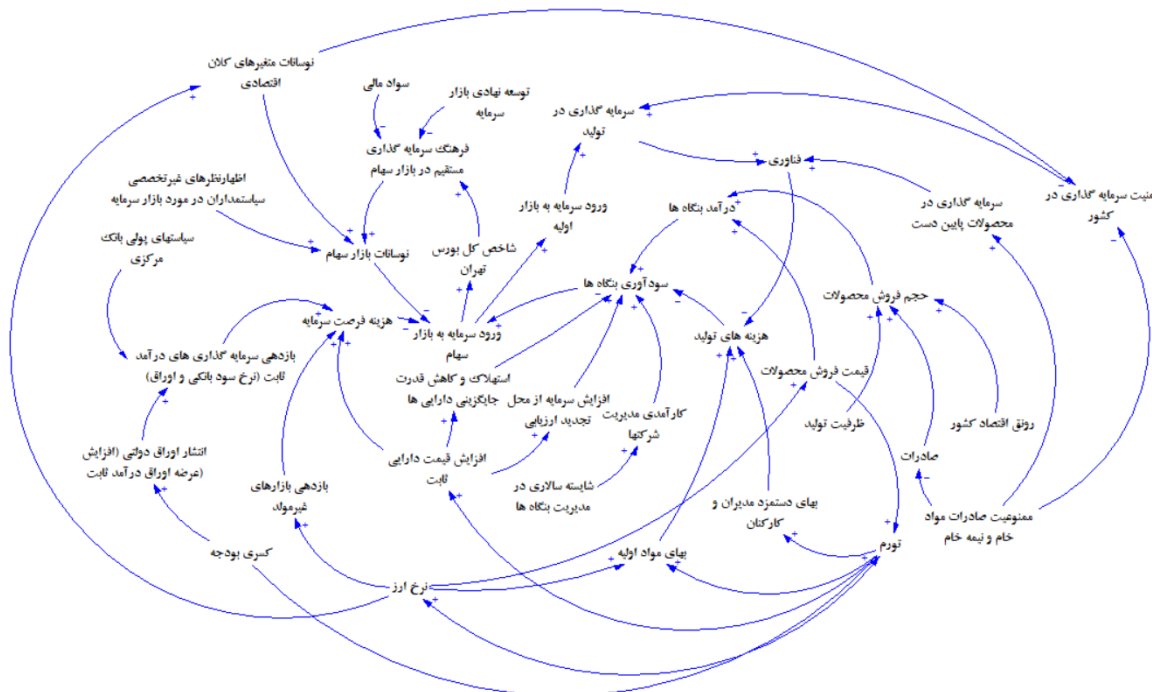 نوسانات متغیرهای کلان
اقتصادی
سواد مالی
توسعه نهادی بازار
سرمایه
سرمایه گذاری در
تولید
فرهنگ سرمایه گذاری
مستقیم در بازار سهام
فناوری
اظهارنظرهای غیرتخصصی
سیاستمداران در مورد بازار سرمایه
ورود سرمایه به بازار
اولیه
درآمد بنگاه ها
سرمایه گذاری در
محصولات پایین دست
منیت سرمایه گذاری در
کشور
سیاستهای پولی بانک
مرکزی
نوسانات بازار سهام
شاخص کل بورس
تهران
سودآوری بنگاه ها
حجم فروش محصولات
هزینه فرصت سرمایه
ورود سرمایه به بازار
سهام
هزینه های تولید
بازدهی سرمایه گذاری های درآمد
ثابت (نرخ سود بانکی و اوراق)
استهلاک و کاهش قدرت
جایگزینی دارایی ها
افزایش سرمایه از محل
تجدید ارزیابی
قیمت فروش محصولات
کارآمدی مدیریت
شرکتها
ظرفیت تولید
رونق اقتصاد کشور
انتشار اوراق دولتی (افزایش
عرضه اوراق درآمد ثابت)
بازدهی بازارهای
غیرمولد
افزایش قیمت دارایی
ثابت
شایسته سالاری در
مدیریت بنگاه ها
صادرات
بهای دستمزد مدیران و
کارکنان
ممنوعیت صادرات مواد
خام و نیمه خام
کسری بودجه
بهای مواد اولیه
تورم
نرخ ارز